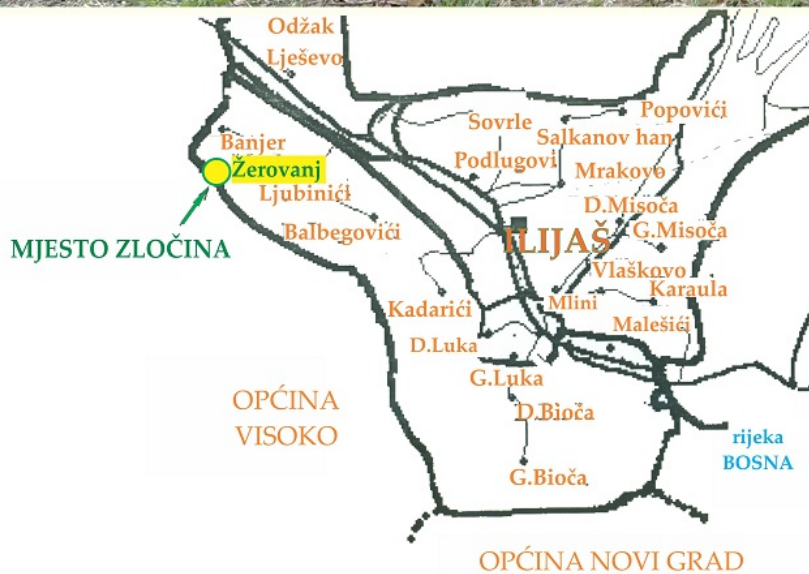 Odžak
Lješevo
Banjer
Žerovanj
Ljubinići
Balbegovići
MJESTO ZLOČINA
Sovrle
Popovići
Salkanov han
Podlugovi
Mrakovo
D.Misoča
ILIJAŠ
G.Misoča
Vlaškovo
Karaula
Kadarići
Mlini
Malešići
D.Luka
G.Luka
D.Bioča
G.Bioča
OPĆINA
VISOKO
rijeka
BOSNA
OPĆINA NOVI GRAD